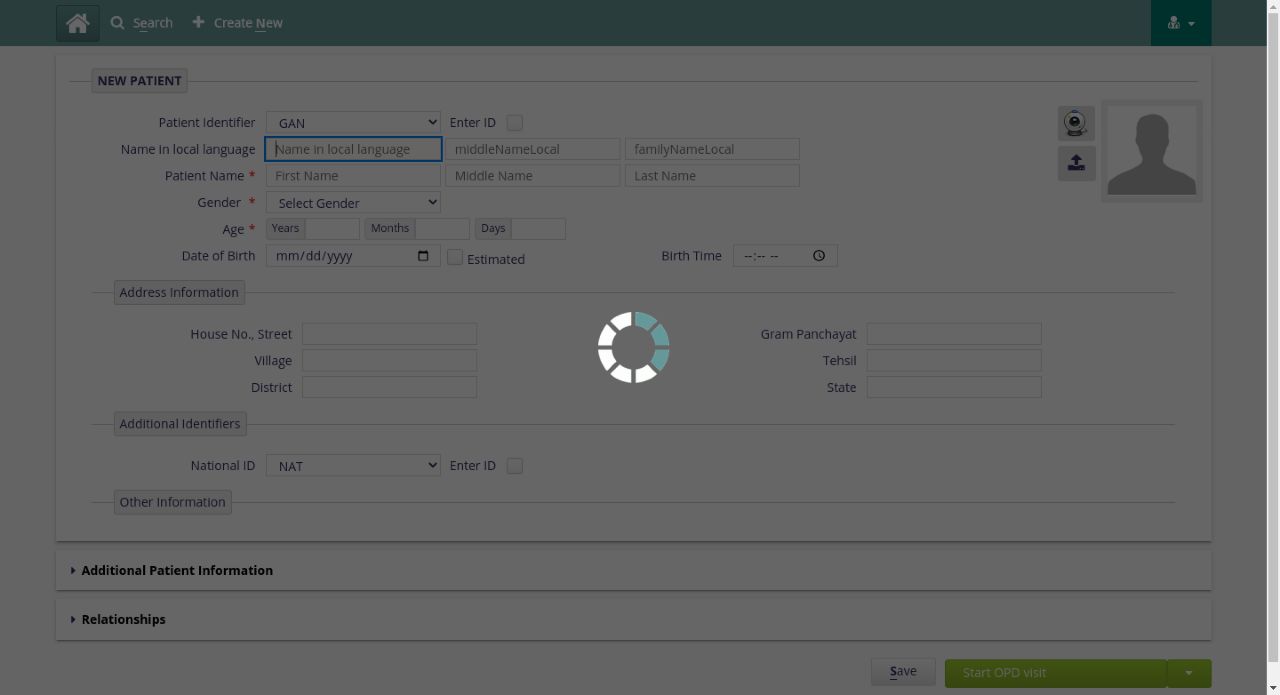 Search Create New
NEW PATIENT
Patient Identifier GAN Enter ID
Name in local language Name in local language middleNameLocal familyNameLocal
Patient Name * First Name Middle Name Last Name
Gender * Select Gender
Age * Years Months Days
Date of Birth mm/dd/yyyy Estimated Birth Time --:-- --
Address Information
House No., Street Gram Panchayat
Village Tehsil
District State
Additional Identifiers
National ID NAT Enter ID
Other Information
Additional Patient Information
Relationships
Save Start OPD visit